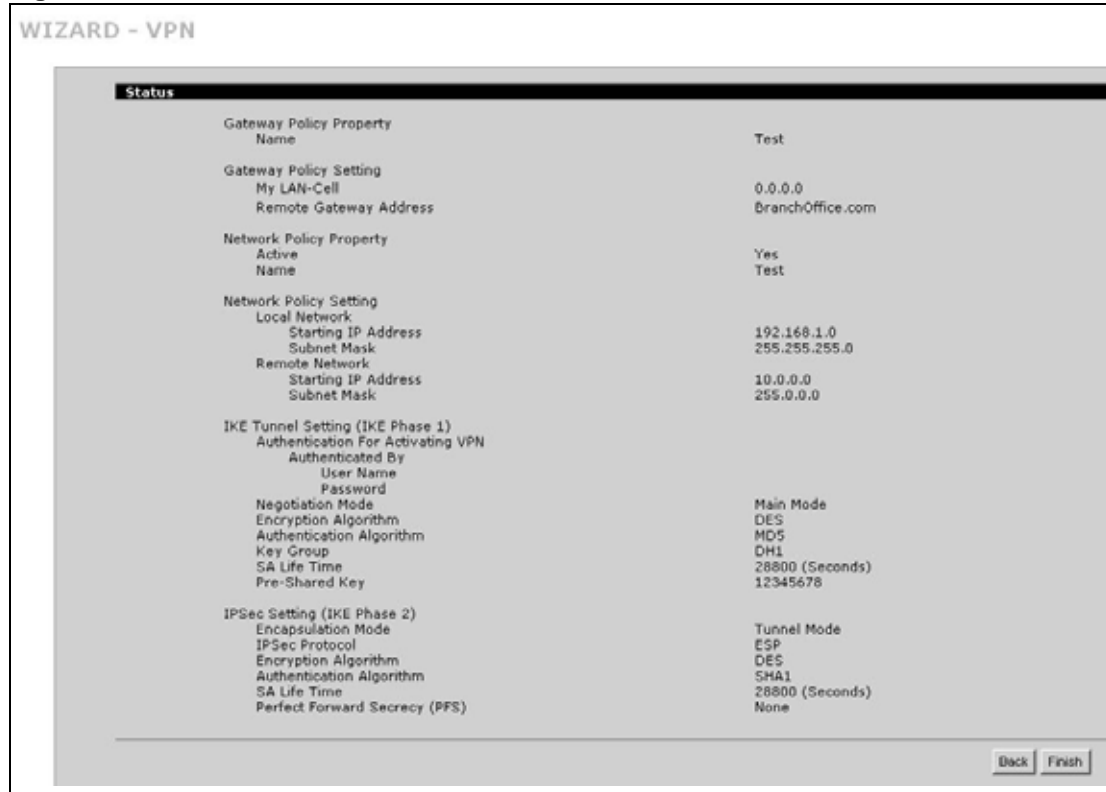 WIZARD - VPN
Status
Gateway Policy Property
Name Test
Gateway Policy Setting
My LAN-Cell 0.0.0.0
Remote Gateway Address BranchOffice.com
Network Policy Property
Active Yes
Name Test
Network Policy Setting
Local Network
Starting IP Address 192.168.1.0
Subnet Mask 255.255.255.0
Remote Network
Starting IP Address 10.0.0.0
Subnet Mask 255.0.0.0
IKE Tunnel Setting (IKE Phase 1)
Authentication For Activating VPN
Authenticated By
User Name
Password
Negotiation Mode Main Mode
Encryption Algorithm DES
Authentication Algorithm MD5
Key Group DH1
SA Life Time 28800 (Seconds)
Pre-Shared Key 12345678
IPSec Setting (IKE Phase 2)
Encapsulation Mode Tunnel Mode
IPSec Protocol ESP
Encryption Algorithm DES
Authentication Algorithm SHA1
SA Life Time 28800 (Seconds)
Perfect Forward Secrecy (PFS) None
Back Finish